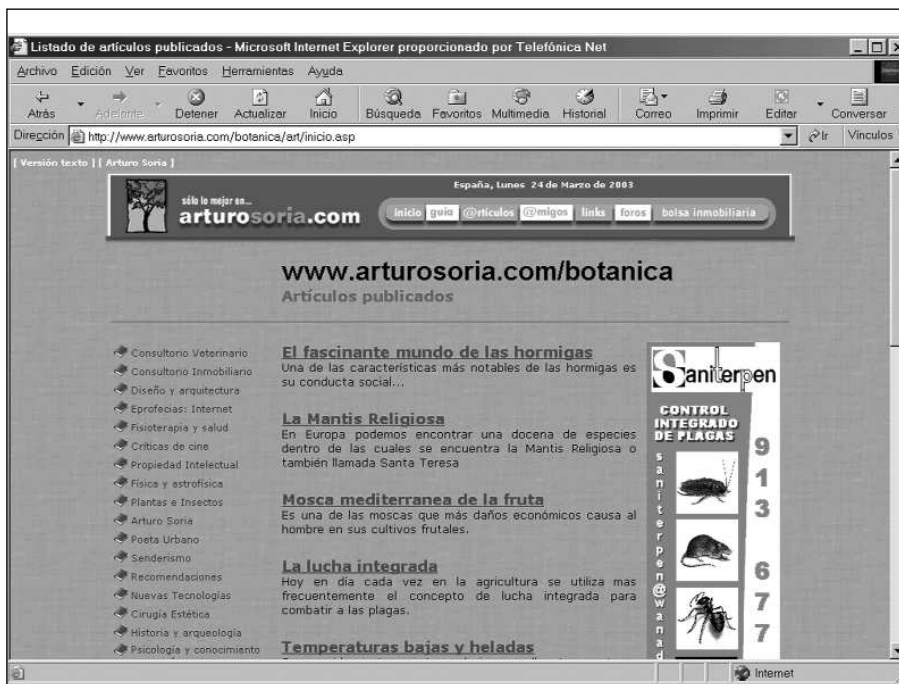 Listado de artículos publicados - Microsoft Internet Explorer proporcionado por Telefónica Net
Archivo Edición Ver Favoritos Herramientas Ayuda
Atrás Adelante Detener Actualizar Inicio Búsqueda Favoritos Multimedia Historial Correo Imprimir Editar Conversar
Dirección http://www.arturosoria.com/botanica/art/inicio.asp Ir Vínculos
[ Versión texto ] [ Arturo Soria ]
España, Lunes 24 de Marzo de 2003
sólo lo mejor en...
arturosoria.com
inicio guia @rtículos @migos links foros bolsa inmobiliaria
www.arturosoria.com/botanica
Artículos publicados
Consultorio Veterinario
Consultorio Inmobiliario
Diseño y arquitectura
Eprofecias: Internet
Fisioterapia y salud
Críticas de cine
Propiedad Intelectual
Física y astrofísica
Plantas e Insectos
Arturo Soria
Poeta Urbano
Senderismo
Recomendaciones
Nuevas Tecnologías
Cirugía Estética
Historia y arqueología
Psicología y conocimiento
El fascinante mundo de las hormigas
Una de las características más notables de las hormigas es
su conducta social...
La Mantis Religiosa
En Europa podemos encontrar una docena de especies
dentro de las cuales se encuentra la Mantis Religiosa o
también llamada Santa Teresa
Mosca mediterranea de la fruta
Es una de las moscas que más daños económicos causa al
hombre en sus cultivos frutales.
La lucha integrada
Hoy en día cada vez en la agricultura se utiliza mas
frecuentemente el concepto de lucha integrada para
combatir a las plagas.
Temperaturas bajas y heladas
Saniterpen
CONTROL
INTEGRADO
DE PLAGAS
saniterpen@wanad
913 677
Internet